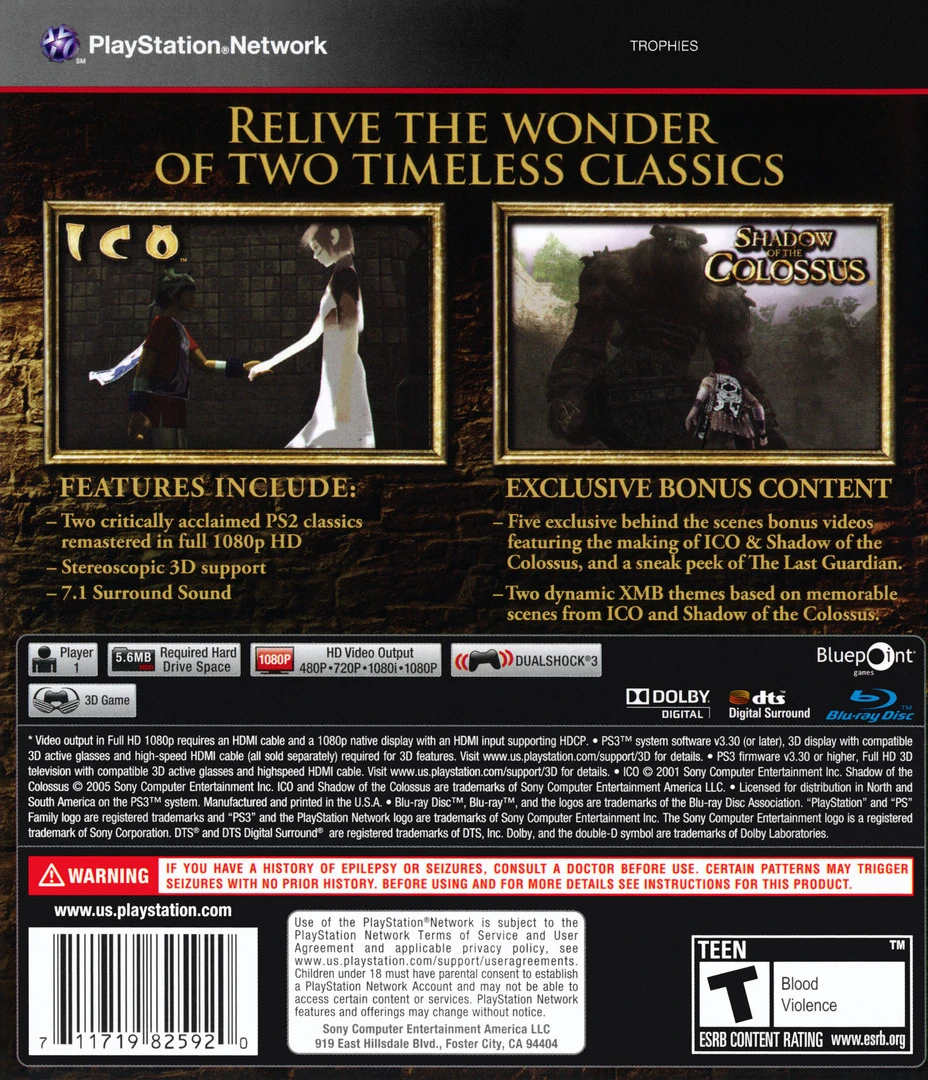 PlayStation®Network
SM
TROPHIES
RELIVE THE WONDER
OF TWO TIMELESS CLASSICS
ICO™
SHADOW
OF THE
COLOSSUS
FEATURES INCLUDE:
– Two critically acclaimed PS2 classics
remastered in full 1080p HD
– Stereoscopic 3D support
– 7.1 Surround Sound
EXCLUSIVE BONUS CONTENT
– Five exclusive behind the scenes bonus videos
featuring the making of ICO & Shadow of the
Colossus, and a sneak peek of The Last Guardian.
– Two dynamic XMB themes based on memorable
scenes from ICO and Shadow of the Colossus.
Player
1
5.6MB
HDD
Required Hard
Drive Space
1080P
HD Video Output
480P•720P•1080i•1080P
DUALSHOCK®3
Bluepoint®
games
3D Game
DOLBY
DIGITAL
dts
Digital Surround
Blu-ray Disc™
* Video output in Full HD 1080p requires an HDMI cable and a 1080p native display with an HDMI input supporting HDCP. • PS3™ system software v3.30 (or later), 3D display with compatible
3D active glasses and high-speed HDMI cable (all sold separately) required for 3D features. Visit www.us.playstation.com/support/3D for details. • PS3 firmware v3.30 or higher, Full HD 3D
television with compatible 3D active glasses and highspeed HDMI cable. Visit www.us.playstation.com/support/3D for details. • ICO © 2001 Sony Computer Entertainment Inc. Shadow of the
Colossus © 2005 Sony Computer Entertainment Inc. ICO and Shadow of the Colossus are trademarks of Sony Computer Entertainment America LLC. • Licensed for distribution in North and
South America on the PS3™ system. Manufactured and printed in the U.S.A. • Blu-ray Disc™, Blu-ray™, and the logos are trademarks of the Blu-ray Disc Association. "PlayStation" and "PS"
Family logo are registered trademarks and "PS3" and the PlayStation Network logo are trademarks of Sony Computer Entertainment Inc. The Sony Computer Entertainment logo is a registered
trademark of Sony Corporation. DTS® and DTS Digital Surround® are registered trademarks of DTS, Inc. Dolby, and the double-D symbol are trademarks of Dolby Laboratories.
WARNING
IF YOU HAVE A HISTORY OF EPILEPSY OR SEIZURES, CONSULT A DOCTOR BEFORE USE. CERTAIN PATTERNS MAY TRIGGER
SEIZURES WITH NO PRIOR HISTORY. BEFORE USING AND FOR MORE DETAILS SEE INSTRUCTIONS FOR THIS PRODUCT.
www.us.playstation.com
7 11719 82592 0
Use of the PlayStation®Network is subject to the
PlayStation Network Terms of Service and User
Agreement and applicable privacy policy, see
www.us.playstation.com/support/useragreements.
Children under 18 must have parental consent to establish
a PlayStation Network Account and may not be able to
access certain content or services. PlayStation Network
features and offerings may change without notice.
Sony Computer Entertainment America LLC
919 East Hillsdale Blvd., Foster City, CA 94404
TEEN ™
T
Blood
Violence
ESRB CONTENT RATING www.esrb.org